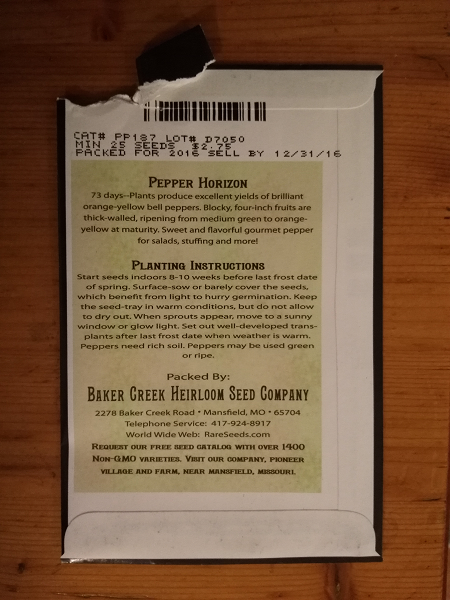 CAT# PP187 LOT# D7050
MIN 25 SEEDS $2.75
PACKED FOR 2016 SELL BY 12/31/16
PEPPER HORIZON
73 days--Plants produce excellent yields of brilliant
orange-yellow bell peppers. Blocky, four-inch fruits are
thick-walled, ripening from medium green to orange-
yellow at maturity. Sweet and flavorful gourmet pepper
for salads, stuffing and more!
PLANTING INSTRUCTIONS
Start seeds indoors 8-10 weeks before last frost date
of spring. Surface-sow or barely cover the seeds,
which benefit from light to hurry germination. Keep
the seed-tray in warm conditions, but do not allow
to dry out. When sprouts appear, move to a sunny
window or glow light. Set out well-developed trans-
plants after last frost date when weather is warm.
Peppers need rich soil. Peppers may be used green
or ripe.
Packed By:
BAKER CREEK HEIRLOOM SEED COMPANY
2278 Baker Creek Road • Mansfield, MO • 65704
Telephone Service: 417-924-8917
World Wide Web: RareSeeds.com
REQUEST OUR FREE SEED CATALOG WITH OVER 1400
NON-GMO VARIETIES. VISIT OUR COMPANY, PIONEER
VILLAGE AND FARM, NEAR MANSFIELD, MISSOURI.